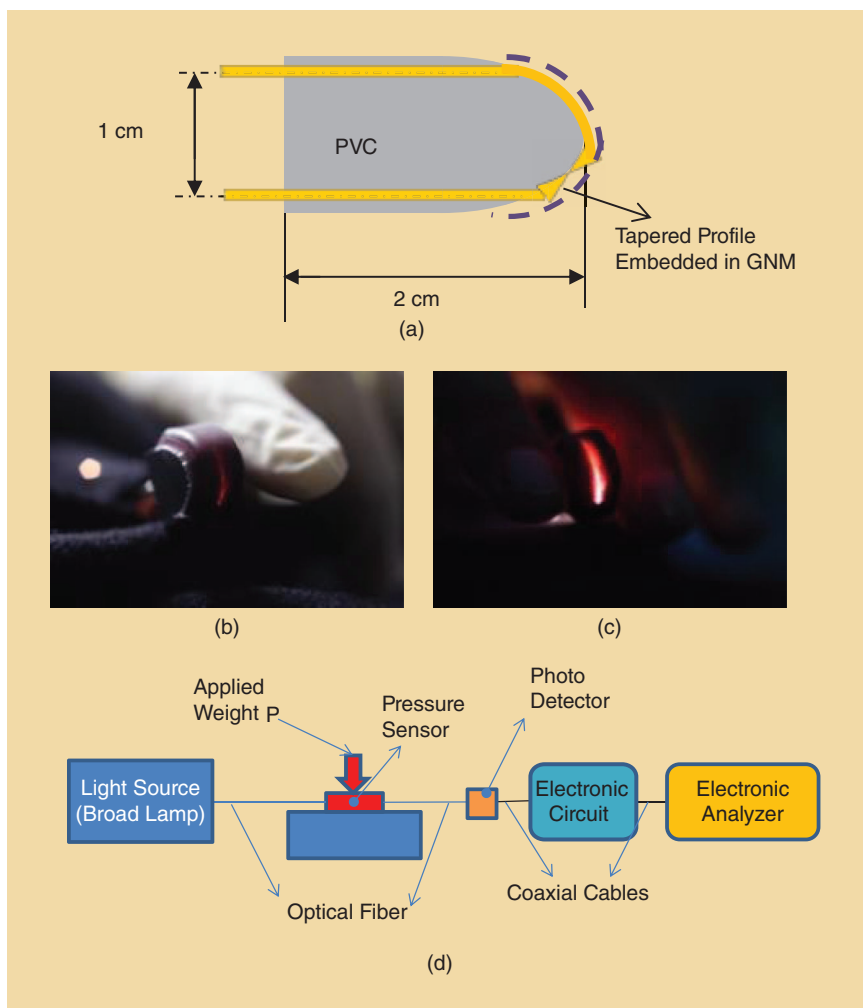 1 cm
PVC
Tapered Profile
Embedded in GNM
2 cm
(a)
(b)
(c)
Applied
Weight P
Pressure
Sensor
Photo
Detector
Light Source
(Broad Lamp)
Electronic
Circuit
Electronic
Analyzer
Optical Fiber
Coaxial Cables
(d)